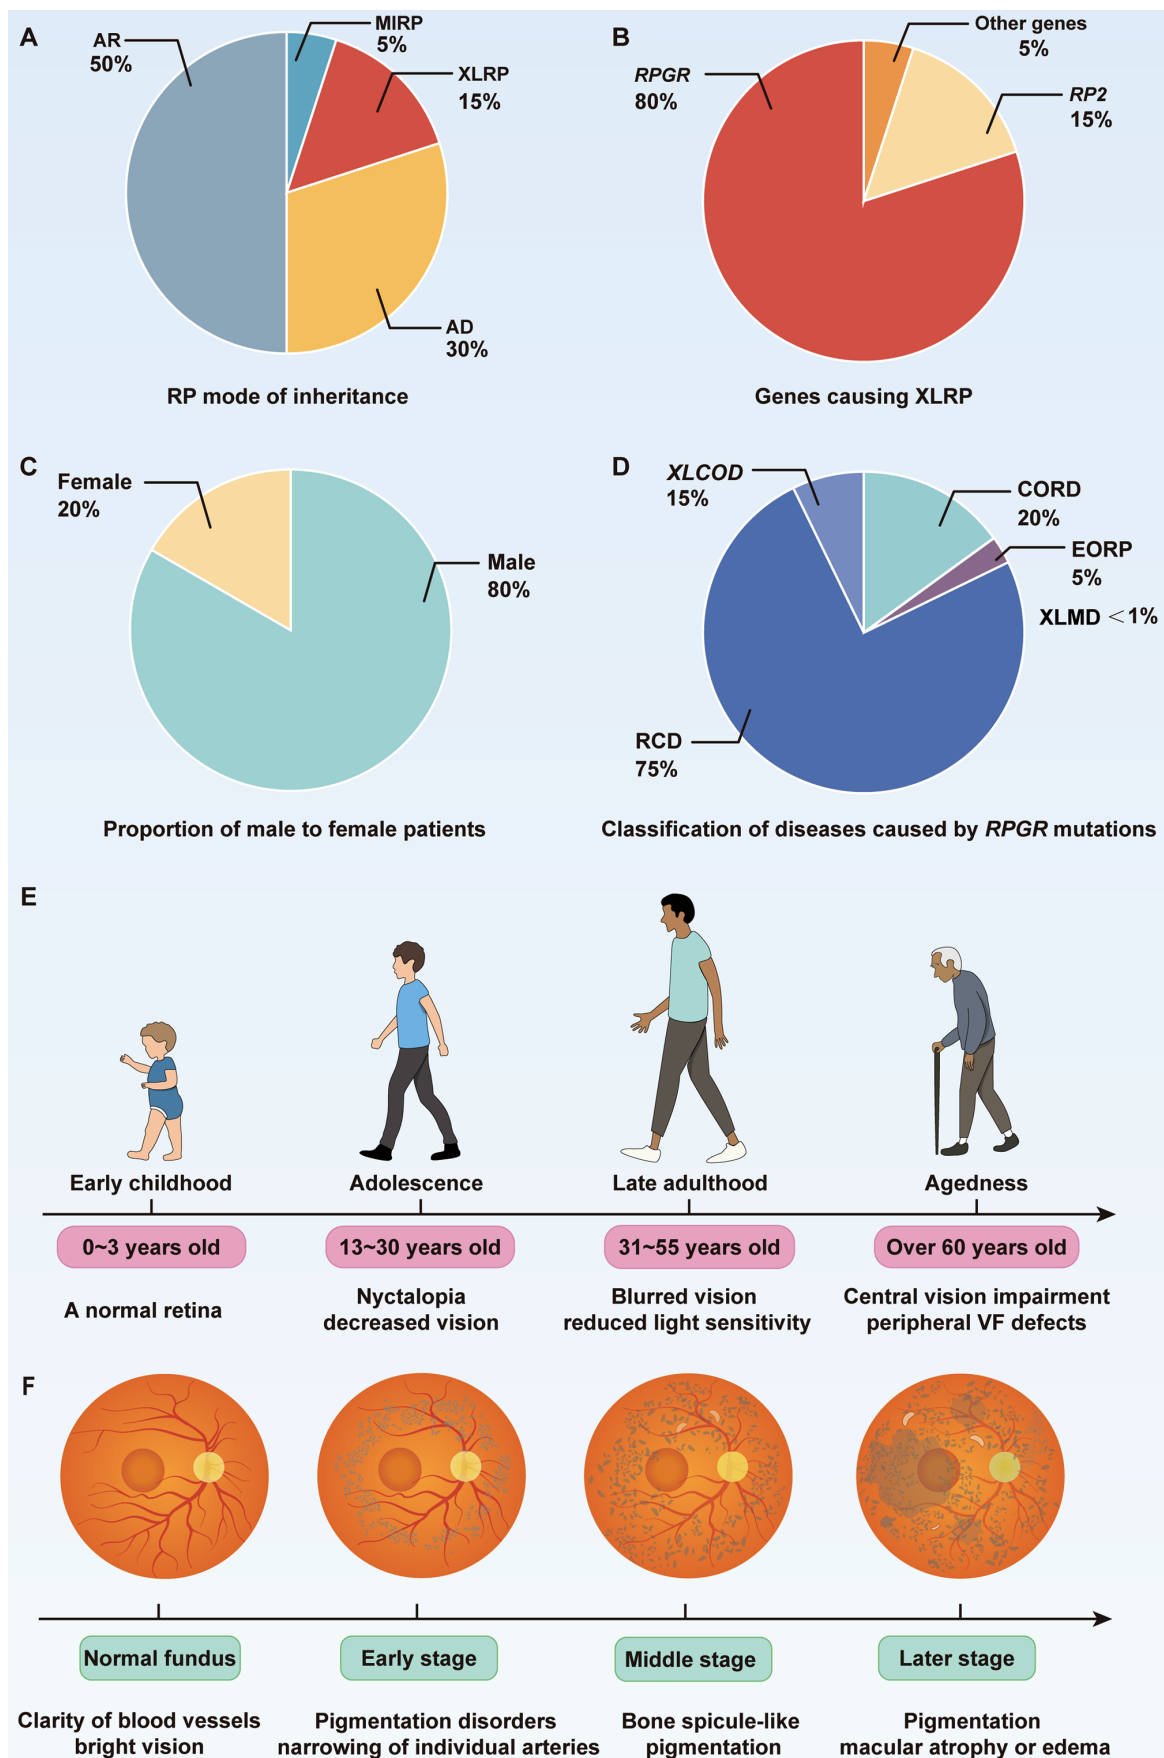 A
AR
50%
MIRP
5%
XLRP
15%
AD
30%
RP mode of inheritance
B
RPGR
80%
Other genes
5%
RP2
15%
Genes causing XLRP
C
Female
20%
Male
80%
Proportion of male to female patients
D
XLCOD
15%
CORD
20%
EORP
5%
XLMD <1%
RCD
75%
Classification of diseases caused by RPGR mutations
E
Early childhood
Adolescence
Late adulthood
Agedness
0~3 years old
13~30 years old
31~55 years old
Over 60 years old
A normal retina
Nyctalopia
decreased vision
Blurred vision
reduced light sensitivity
Central vision impairment
peripheral VF defects
F
Normal fundus
Early stage
Middle stage
Later stage
Clarity of blood vessels
bright vision
Pigmentation disorders
narrowing of individual arteries
Bone spicule-like
pigmentation
Pigmentation
macular atrophy or edema